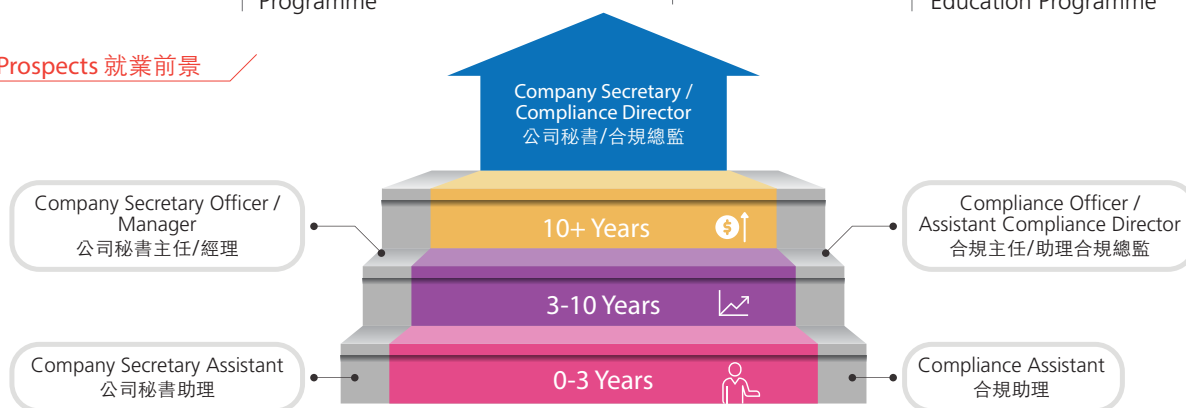 Programme
Education Programme
Prospects 就業前景
Company Secretary /
Compliance Director
公司秘書/合規總監
Company Secretary Officer /
Manager
公司秘書主任/經理
10+ Years
Compliance Officer /
Assistant Compliance Director
合規主任/助理合規總監
3-10 Years
Company Secretary Assistant
公司秘書助理
0-3 Years
Compliance Assistant
合規助理